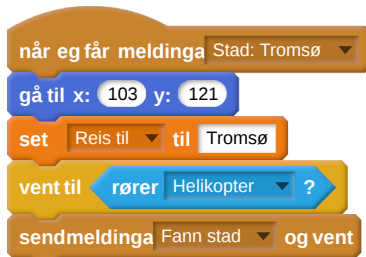 når eg får meldinga Stad: Tromsø
gå til x: 103 y: 121
set Reis til til Tromsø
vent til rører Helikopter ?
sendmeldinga Fann stad og vent